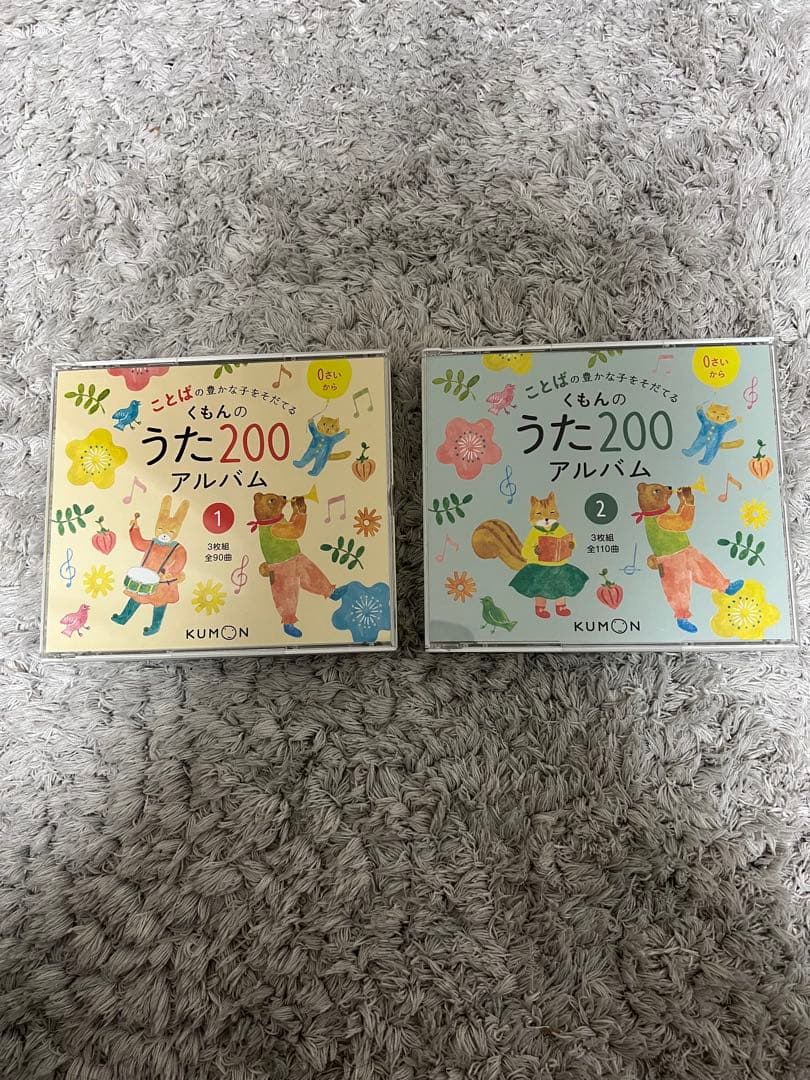 ことばの豊かな子をそだてる
くもんの
うた200
アルバム
1
3枚組
全90曲
0さい
から
KUMON
ことばの豊かな子をそだてる
くもんの
うた200
アルバム
2
3枚組
全110曲
0さい
から
KUMON